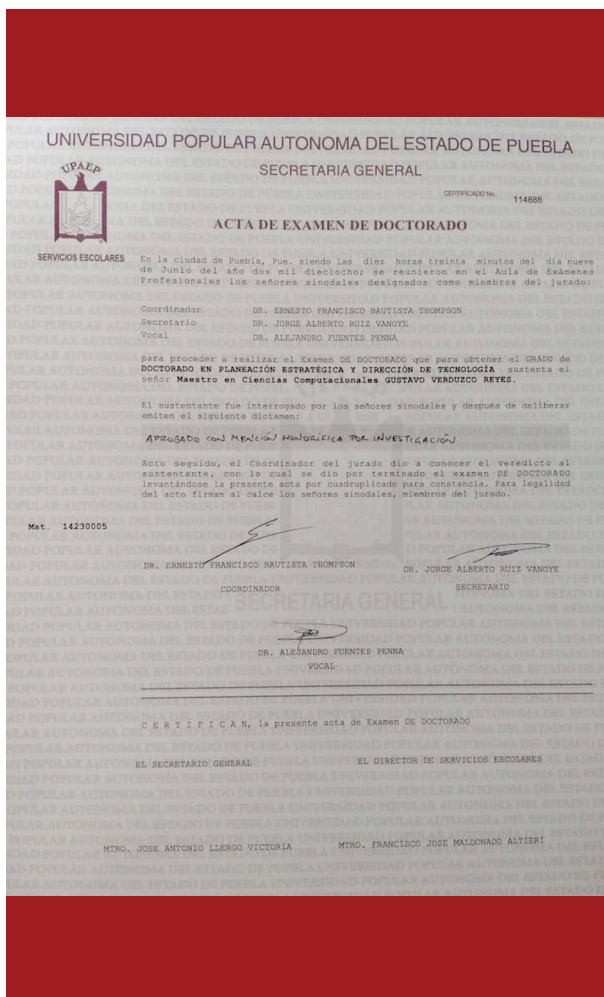 UNIVERSIDAD POPULAR AUTONOMA DEL ESTADO DE PUEBLA
UPAEP
SECRETARIA GENERAL
CERTIFICADO No. 114888
ACTA DE EXAMEN DE DOCTORADO
SERVICIOS ESCOLARES
En la ciudad de Puebla, Pue. siendo las diez horas treinta minutos del dia nueve
de Junio del año dos mil dieciocho; se reunieron en el Aula de Exámenes
Profesionales los señores sinodales designados como miembros del jurado:
Coordinador DR. ERNESTO FRANCISCO BAUTISTA THOMPSON
Secretario DR. JORGE ALBERTO RUIZ VANOYE
Vocal DR. ALEJANDRO FUENTES PENNA
para proceder a realizar el Examen DE DOCTORADO que para obtener el GRADO de
DOCTORADO EN PLANEACIÓN ESTRATÉGICA Y DIRECCIÓN DE TECNOLOGÍA sustenta el
señor Maestro en Ciencias Computacionales GUSTAVO VERDUZCO REYES.
El sustentante fue interrogado por los señores sinodales y después de deliberar
emiten el siguiente dictamen:
APROBADO CON MENCIÓN HONORÍFICA POR INVESTIGACIÓN
Acto seguido, el Coordinador del jurado dio a conocer el veredicto al
sustentante, con lo cual se dio por terminado el examen DE DOCTORADO
levantándose la presente acta por cuadruplicado para constancia. Para legalidad
del acto firman al calce los señores sinodales, miembros del jurado.
Mat. 14230005
DR. ERNESTO FRANCISCO BAUTISTA THOMPSON
COORDINADOR
DR. JORGE ALBERTO RUIZ VANOYE
SECRETARIO
SECRETARIA GENERAL
DR. ALEJANDRO FUENTES PENNA
VOCAL
C E R T I F I C A N, la presente acta de Examen DE DOCTORADO
EL SECRETARIO GENERAL
EL DIRECTOR DE SERVICIOS ESCOLARES
MTRO. JOSE ANTONIO LLERGO VICTORIA
MTRO. FRANCISCO JOSE MALDONADO ALTIERI